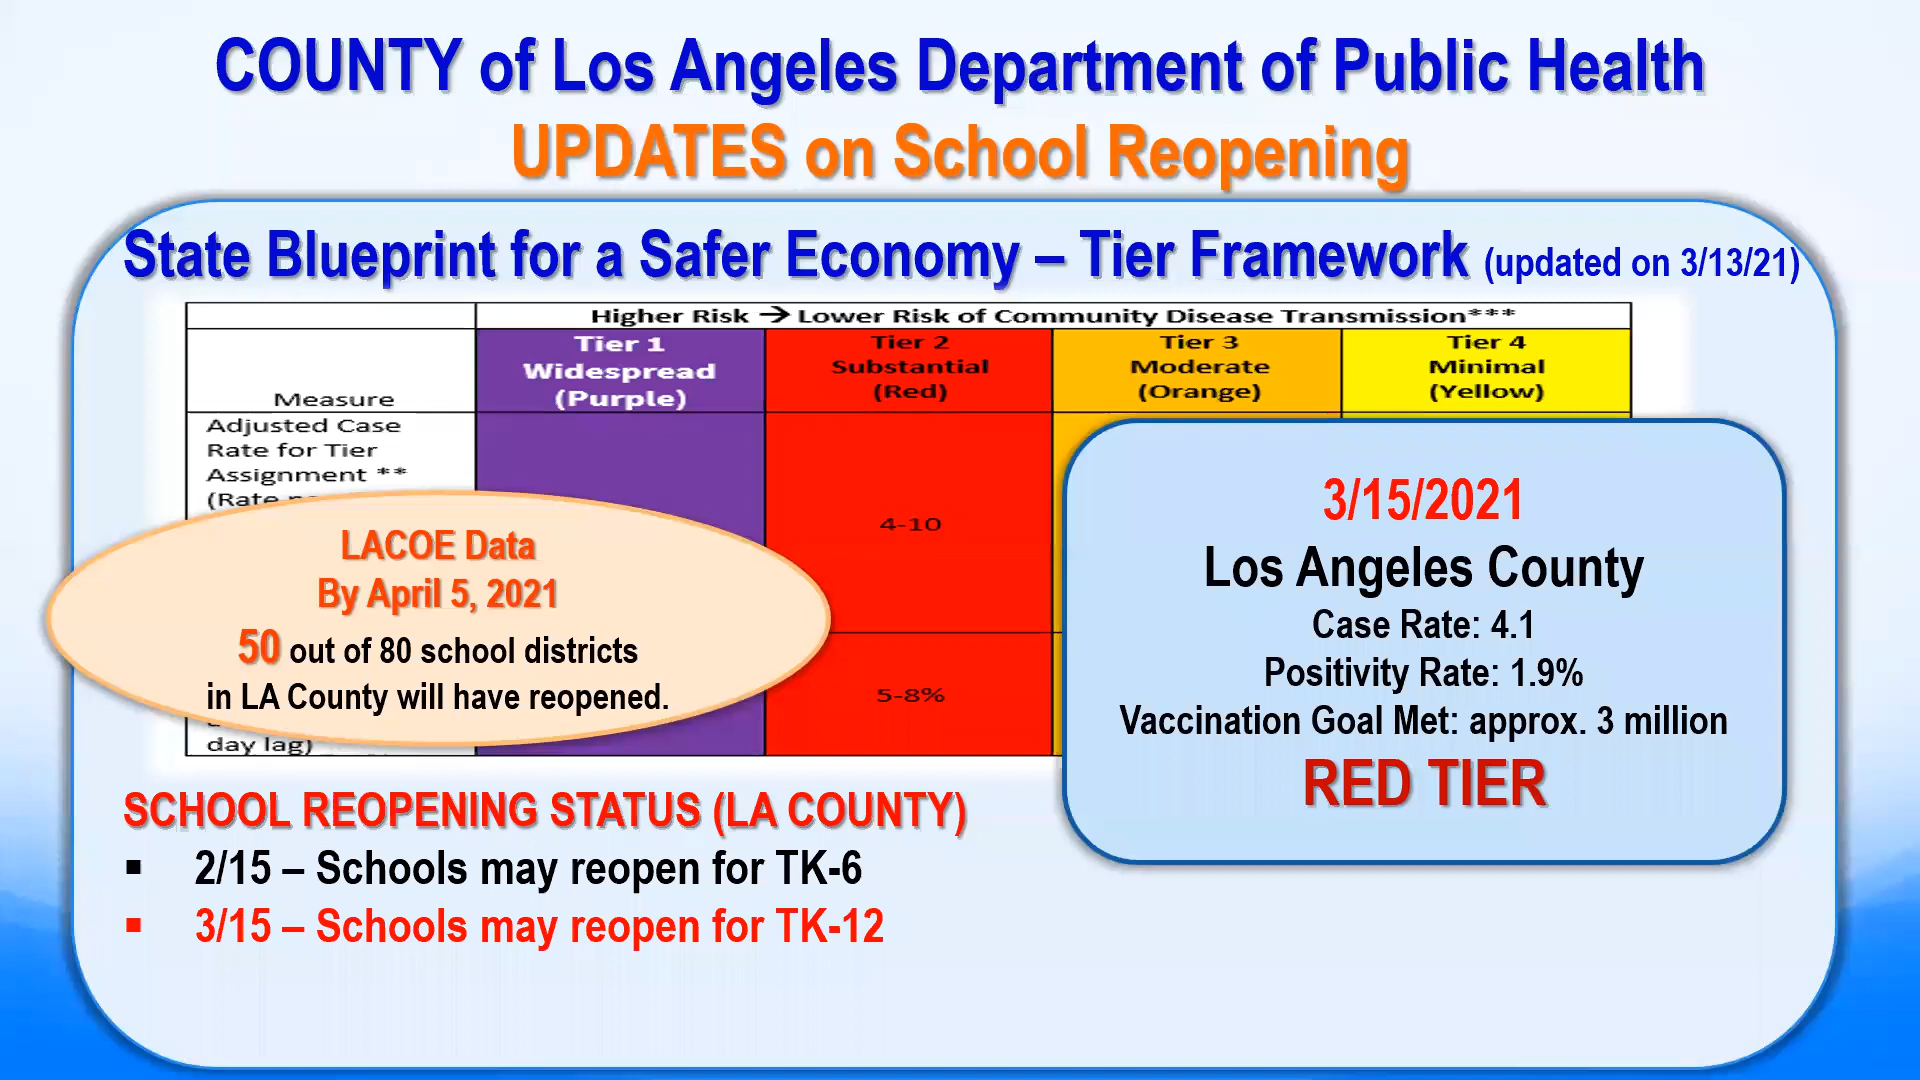 COUNTY of Los Angeles Department of Public Health
UPDATES on School Reopening
State Blueprint for a Safer Economy – Tier Framework (updated on 3/13/21)
Higher Risk → Lower Risk of Community Disease Transmission***
Measure
Tier 1
Widespread
(Purple)
Tier 2
Substantial
(Red)
Tier 3
Moderate
(Orange)
Tier 4
Minimal
(Yellow)
Adjusted Case
Rate for Tier
Assignment **
(Rate
4-10
5-8%
day lag)
LACOE Data
By April 5, 2021
50 out of 80 school districts
in LA County will have reopened.
3/15/2021
Los Angeles County
Case Rate: 4.1
Positivity Rate: 1.9%
Vaccination Goal Met: approx. 3 million
RED TIER
SCHOOL REOPENING STATUS (LA COUNTY)
▪ 2/15 – Schools may reopen for TK-6
▪ 3/15 – Schools may reopen for TK-12